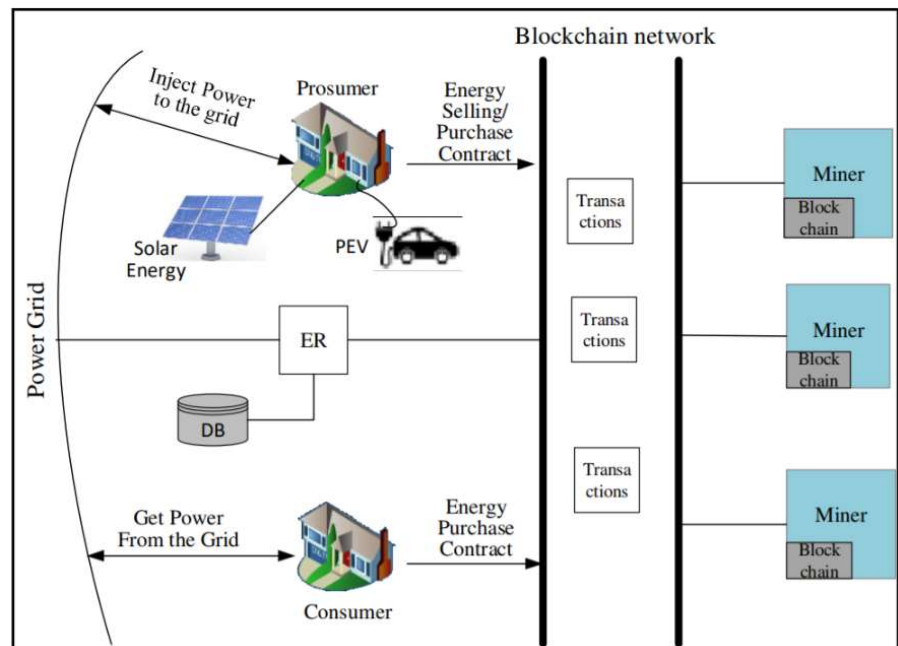 Blockchain network
Inject Power
to the grid
Prosumer
Energy
Selling/
Purchase
Contract
Solar
Energy
PEV
Transa
ctions
Miner
Block
chain
Power Grid
ER
DB
Transa
ctions
Miner
Block
chain
Get Power
From the Grid
Consumer
Energy
Purchase
Contract
Transa
ctions
Miner
Block
chain